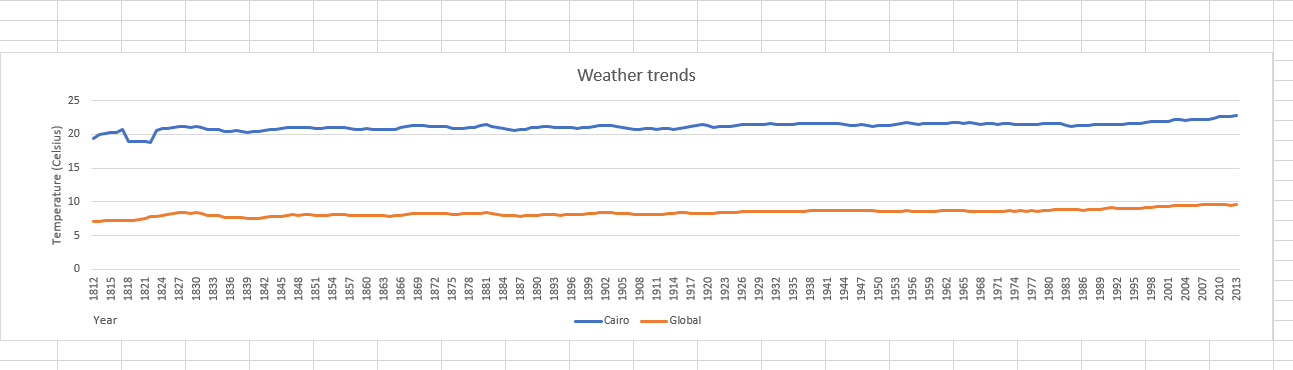 Weather trends
Temperature (Celsius)
25
20
15
10
5
0
1812 1815 1818 1821 1824 1827 1830 1833 1836 1839 1842 1845 1848 1851 1854 1857 1860 1863 1866 1869 1872 1875 1878 1881 1884 1887 1890 1893 1896 1899 1902 1905 1908 1911 1914 1917 1920 1923 1926 1929 1932 1935 1938 1941 1944 1947 1950 1953 1956 1959 1962 1965 1968 1971 1974 1977 1980 1983 1986 1989 1992 1995 1998 2001 2004 2007 2010 2013
Year
Cairo Global